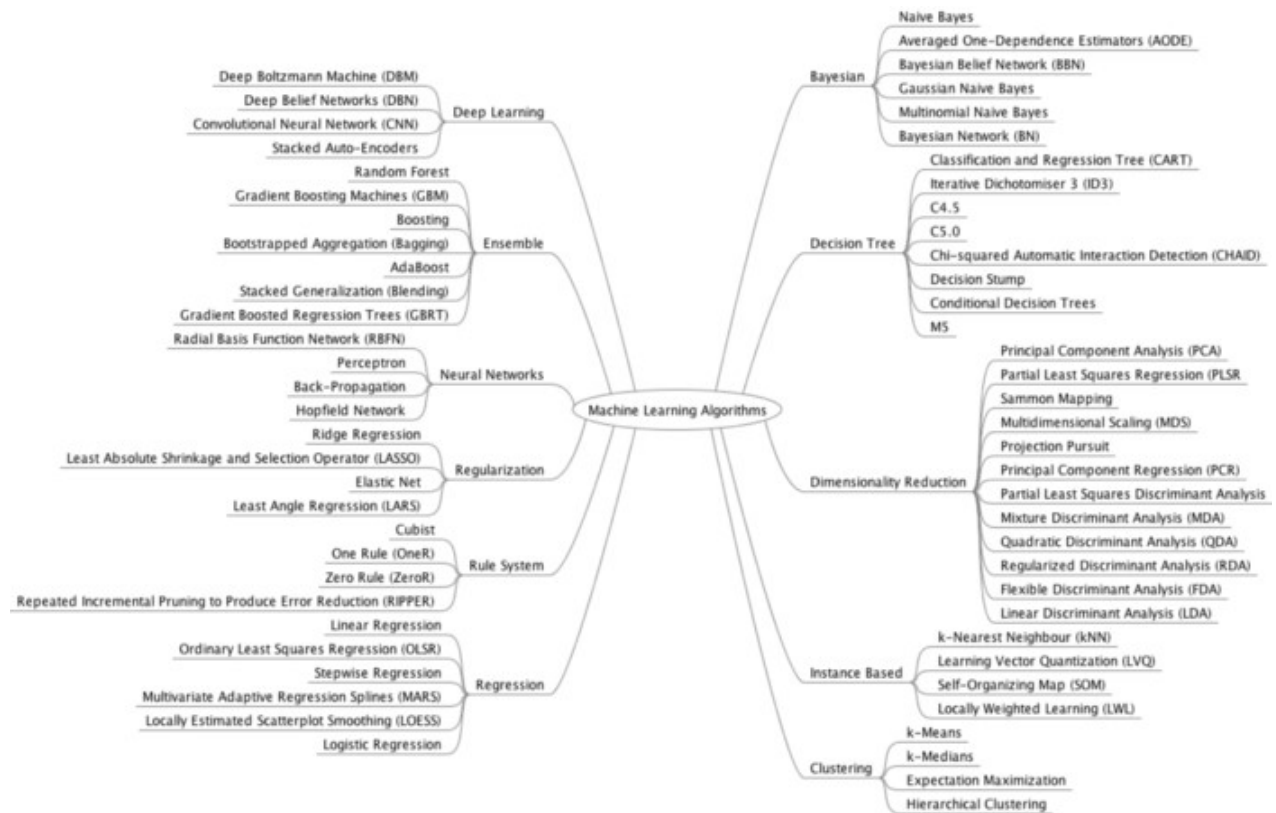 Machine Learning Algorithms
Deep Learning
Deep Boltzmann Machine (DBM)
Deep Belief Networks (DBN)
Convolutional Neural Network (CNN)
Stacked Auto-Encoders
Ensemble
Random Forest
Gradient Boosting Machines (GBM)
Boosting
Bootstrapped Aggregation (Bagging)
AdaBoost
Stacked Generalization (Blending)
Gradient Boosted Regression Trees (GBRT)
Neural Networks
Radial Basis Function Network (RBFN)
Perceptron
Back-Propagation
Hopfield Network
Regularization
Ridge Regression
Least Absolute Shrinkage and Selection Operator (LASSO)
Elastic Net
Least Angle Regression (LARS)
Rule System
Cubist
One Rule (OneR)
Zero Rule (ZeroR)
Repeated Incremental Pruning to Produce Error Reduction (RIPPER)
Regression
Linear Regression
Ordinary Least Squares Regression (OLSR)
Stepwise Regression
Multivariate Adaptive Regression Splines (MARS)
Locally Estimated Scatterplot Smoothing (LOESS)
Logistic Regression
Bayesian
Naive Bayes
Averaged One-Dependence Estimators (AODE)
Bayesian Belief Network (BBN)
Gaussian Naive Bayes
Multinomial Naive Bayes
Bayesian Network (BN)
Decision Tree
Classification and Regression Tree (CART)
Iterative Dichotomiser 3 (ID3)
C4.5
C5.0
Chi-squared Automatic Interaction Detection (CHAID)
Decision Stump
Conditional Decision Trees
M5
Dimensionality Reduction
Principal Component Analysis (PCA)
Partial Least Squares Regression (PLSR
Sammon Mapping
Multidimensional Scaling (MDS)
Projection Pursuit
Principal Component Regression (PCR)
Partial Least Squares Discriminant Analysis
Mixture Discriminant Analysis (MDA)
Quadratic Discriminant Analysis (QDA)
Regularized Discriminant Analysis (RDA)
Flexible Discriminant Analysis (FDA)
Linear Discriminant Analysis (LDA)
Instance Based
k-Nearest Neighbour (kNN)
Learning Vector Quantization (LVQ)
Self-Organizing Map (SOM)
Locally Weighted Learning (LWL)
Clustering
k-Means
k-Medians
Expectation Maximization
Hierarchical Clustering